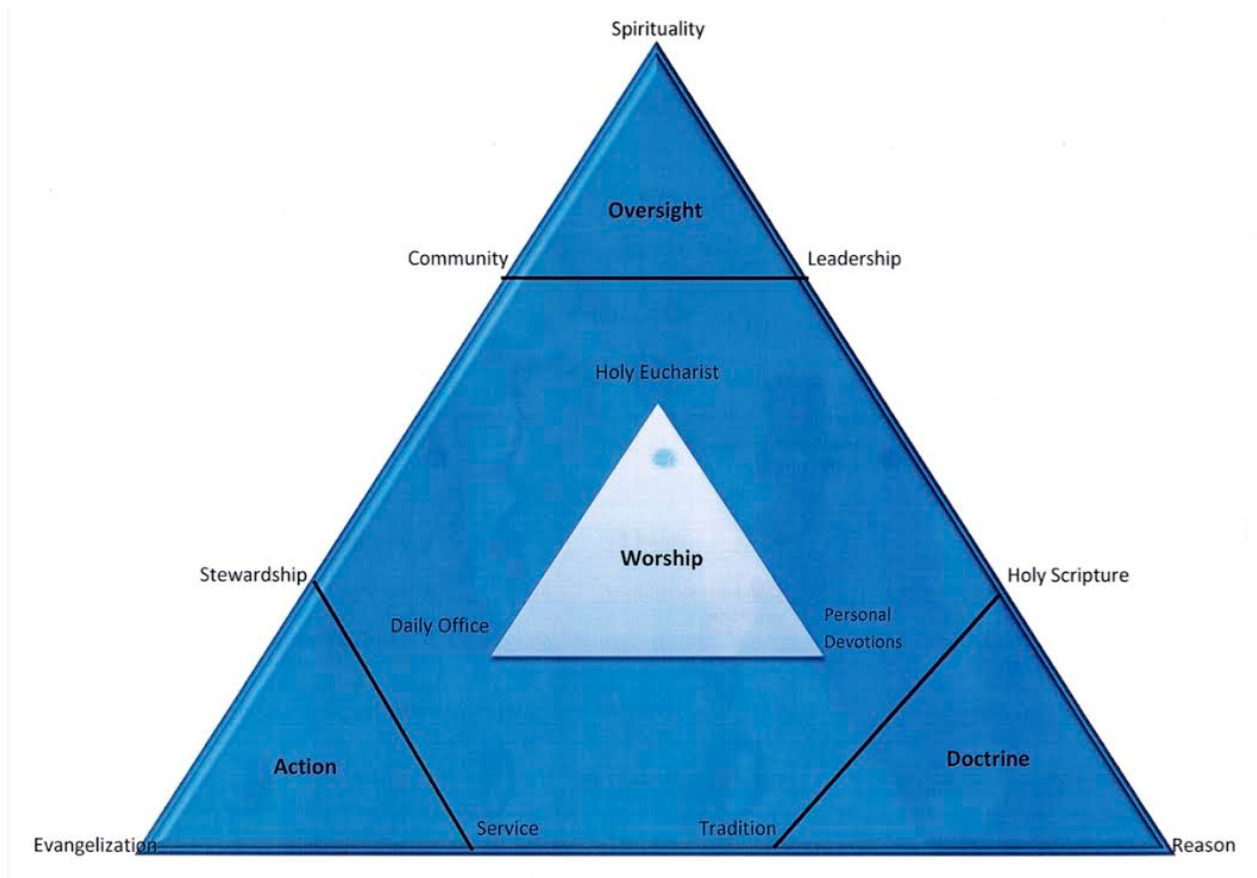 Spirituality
Oversight
Community
Leadership
Holy Eucharist
Worship
Stewardship
Holy Scripture
Daily Office
Personal
Devotions
Action
Doctrine
Service
Tradition
Evangelization
Reason